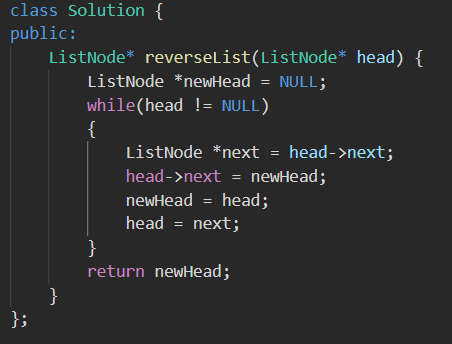 class Solution {
public:
    ListNode* reverseList(ListNode* head) {
        ListNode *newHead = NULL;
        while(head != NULL)
        {
            ListNode *next = head->next;
            head->next = newHead;
            newHead = head;
            head = next;
        }
        return newHead;
    }
};